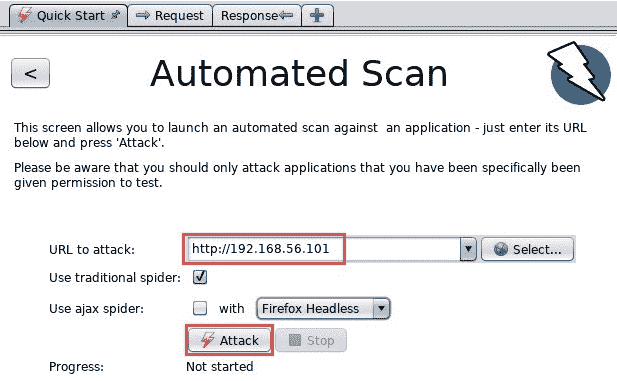 Quick Start
Request
Response
<
Automated Scan
This screen allows you to launch an automated scan against  an application - just enter its URL
below and press 'Attack'.
Please be aware that you should only attack applications that you have been specifically been
given permission to test.
URL to attack:
http://192.168.56.101
Select...
Use traditional spider:
Use ajax spider:
with
Firefox Headless
Attack
Stop
Progress:
Not started